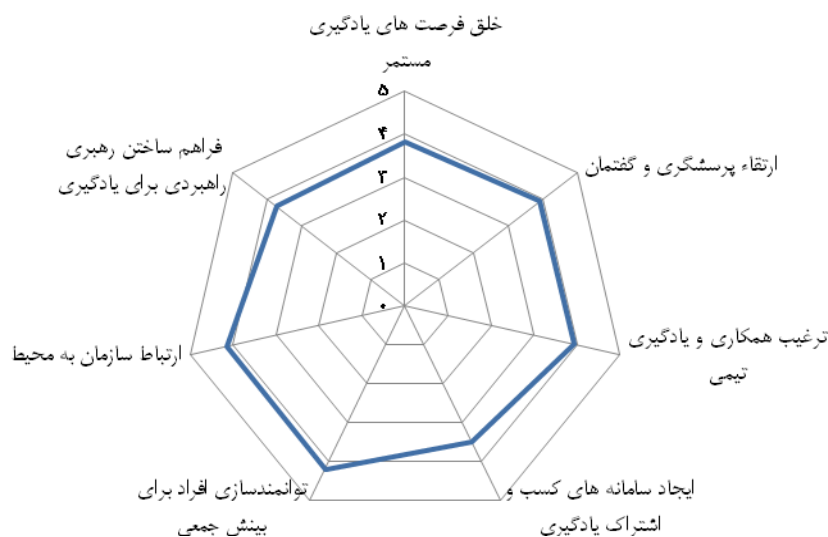 خلق فرصت های یادگیری
مستمر
ارتقاء پرسشگری و گفتمان
ترغیب همکاری و یادگیری
تیمی
ایجاد سامانه های کسب و
اشتراک یادگیری
توانمندسازی افراد برای
بینش جمعی
ارتباط سازمان به محیط
فراهم ساختن رهبری
راهبردی برای یادگیری
۵
۴
۳
۲
۱
۰